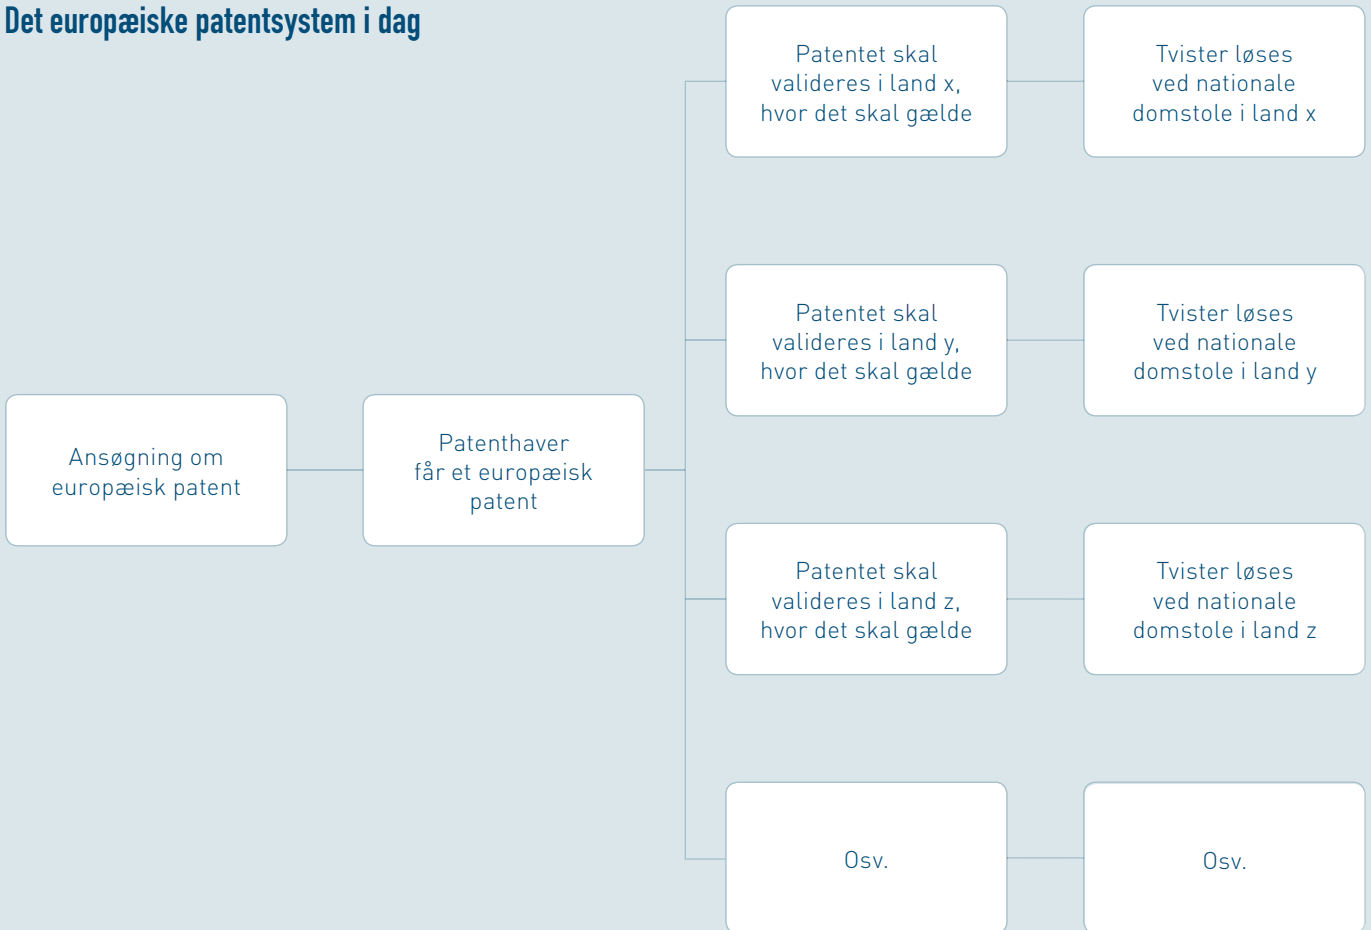 Det europæiske patentsystem i dag
Patentet skal
valideres i land x,
hvor det skal gælde
Tvister løses
ved nationale
domstole i land x
Patentet skal
valideres i land y,
hvor det skal gælde
Tvister løses
ved nationale
domstole i land y
Ansøgning om
europæisk patent
Patenthaver
får et europæisk
patent
Patentet skal
valideres i land z,
hvor det skal gælde
Tvister løses
ved nationale
domstole i land z
Osv.
Osv.